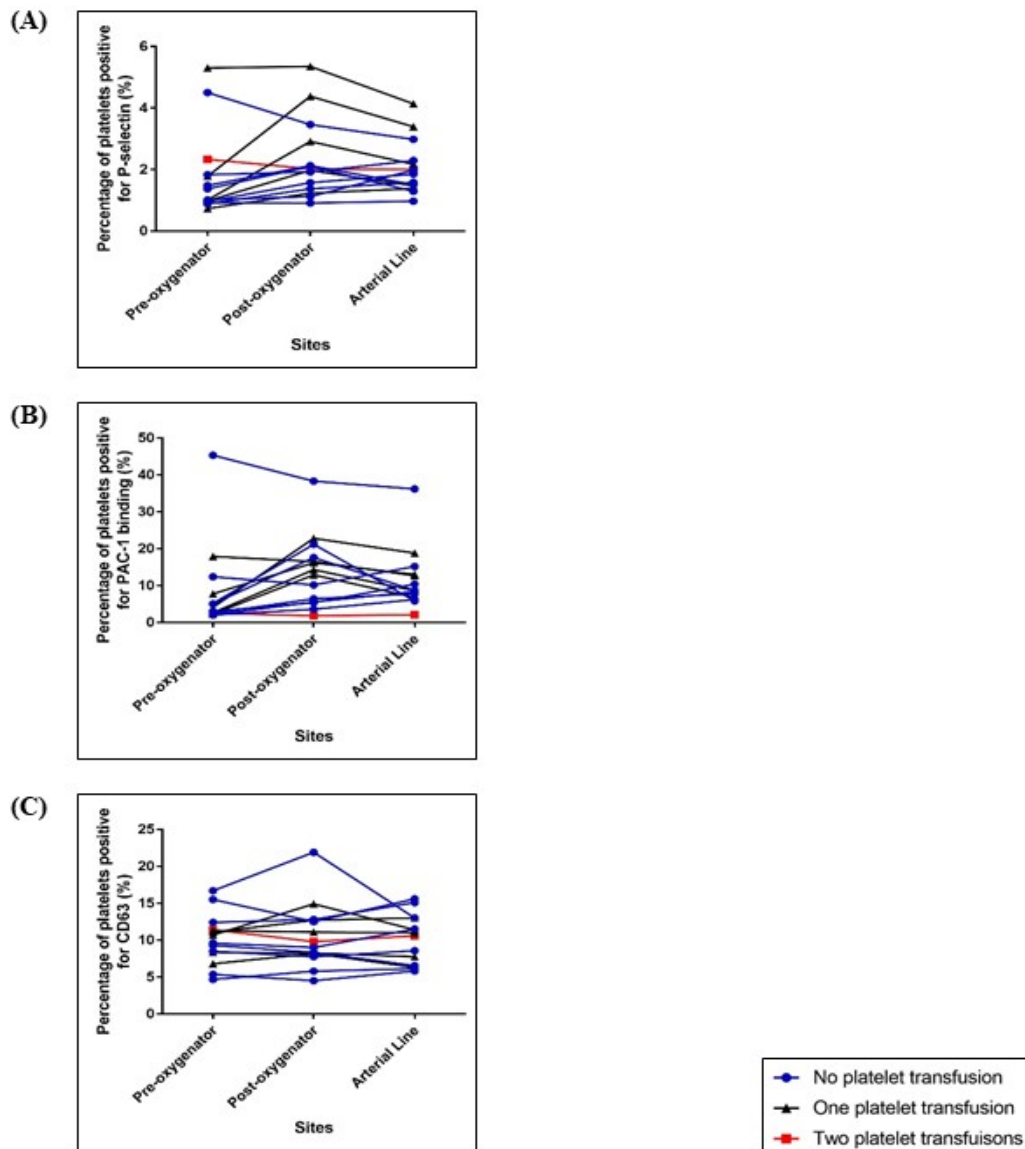 (A)
Percentage of platelets positive
for P-selectin (%)
6
4
2
0
Pre-oxygenator
Post-oxygenator
Arterial Line
Sites
(B)
Percentage of platelets positive
for PAC-1 binding (%)
50
40
30
20
10
0
Pre-oxygenator
Post-oxygenator
Arterial Line
Sites
(C)
Percentage of platelets positive
for CD63 (%)
25
20
15
10
5
0
Pre-oxygenator
Post-oxygenator
Arterial Line
Sites
No platelet transfusion
One platelet transfusion
Two platelet transfuisons